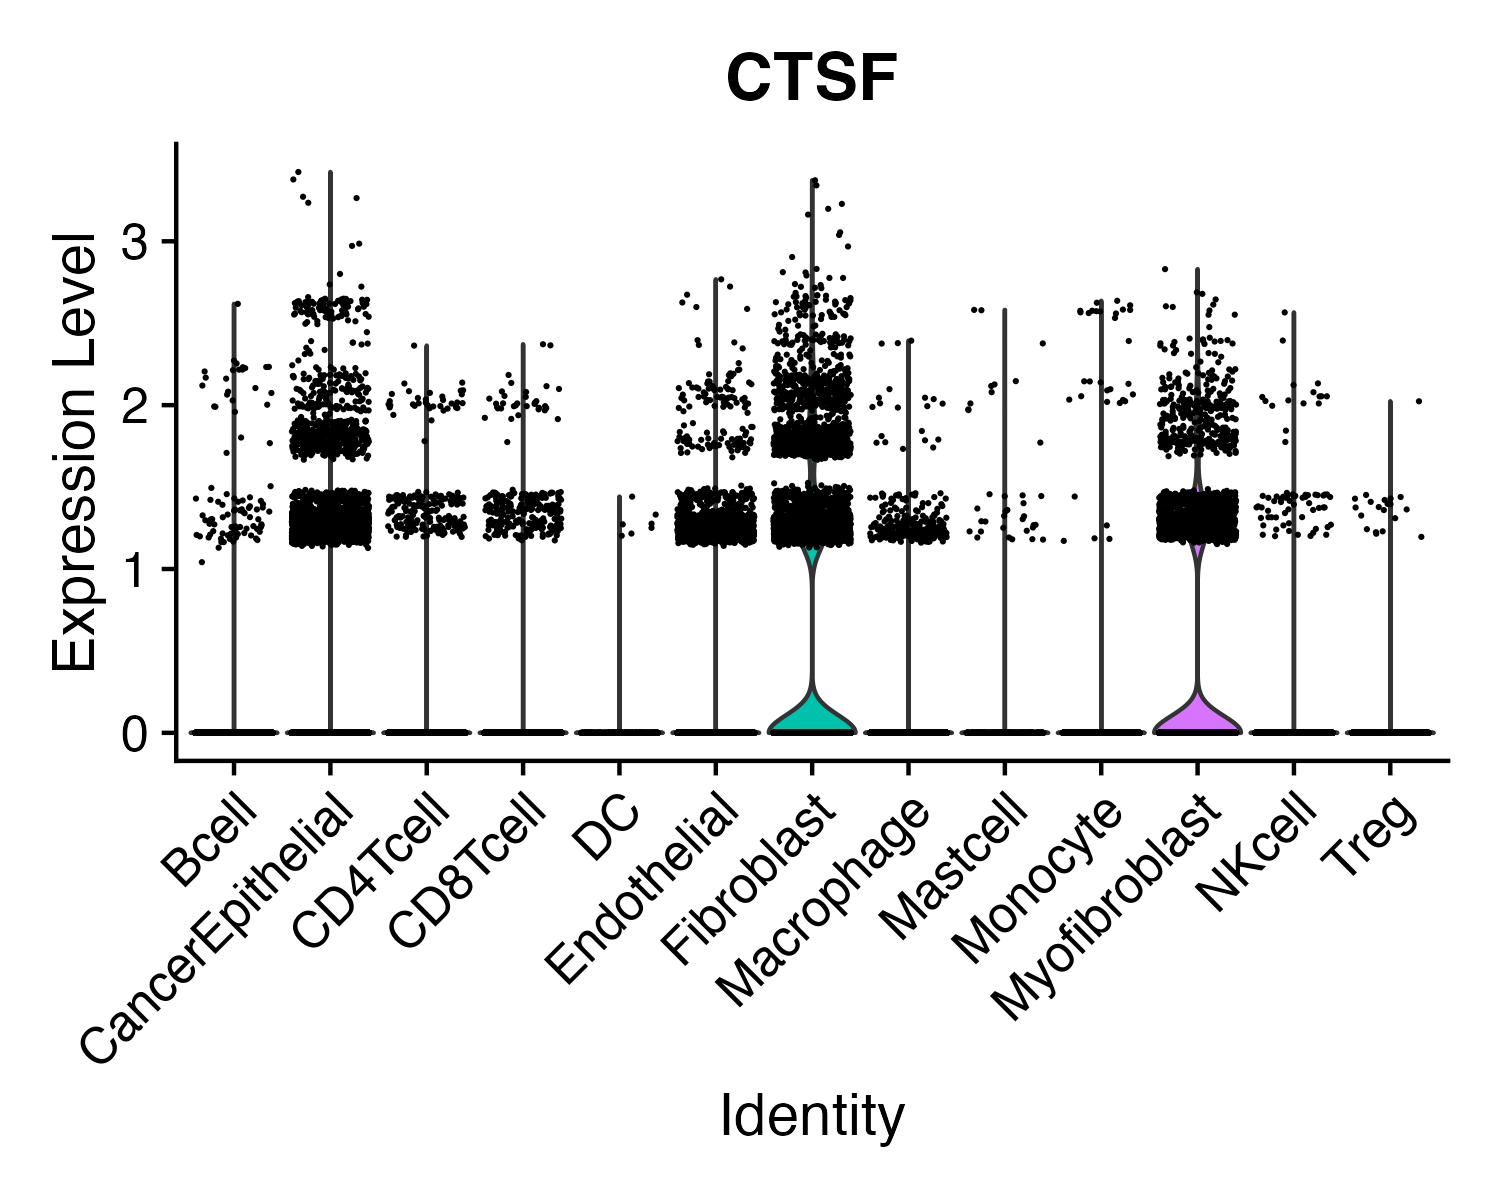 CTSF
Expression Level
3
2
1
0
Bcell
CancerEpithelial
CD4Tcell
CD8Tcell
DC
Endothelial
Fibroblast
Macrophage
Mastcell
Monocyte
Myofibroblast
NKcell
Treg
Identity